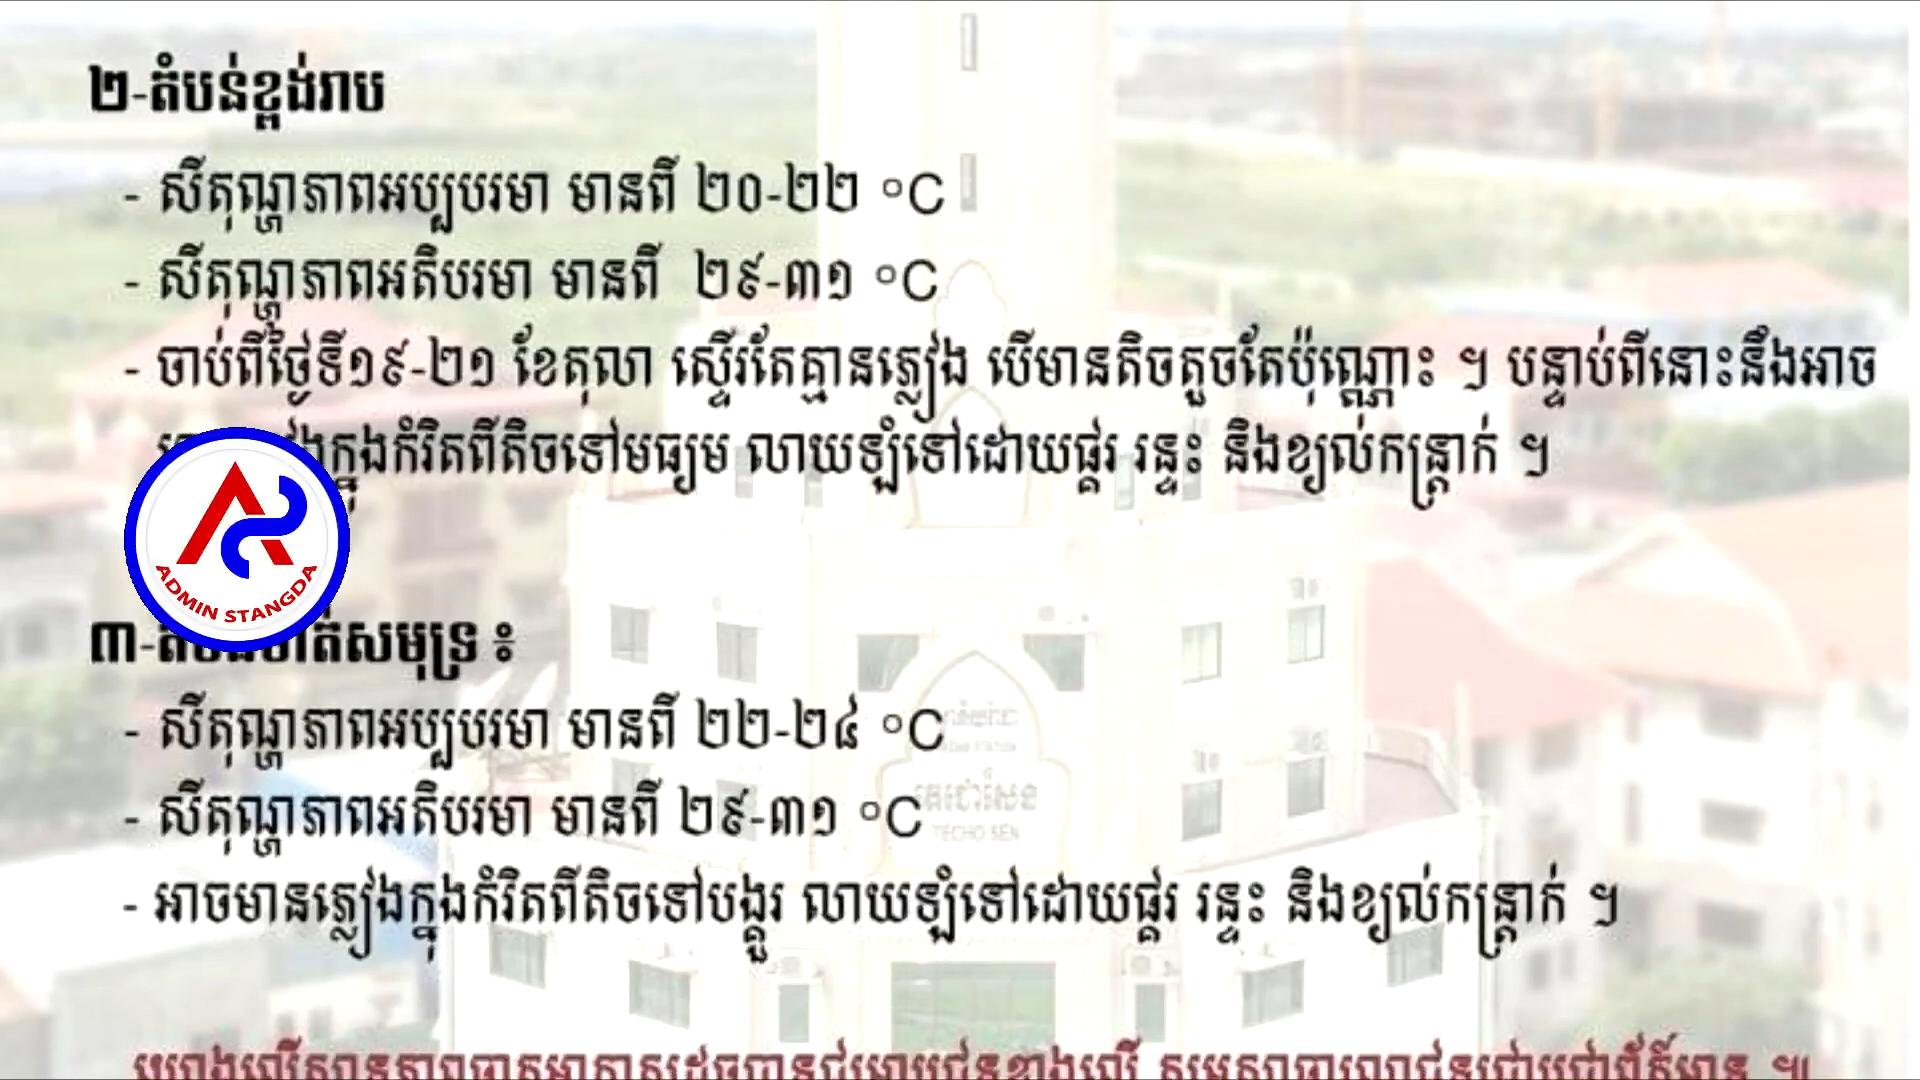 ២-តំបន់ខ្ពង់រាប
- សីតុណ្ហភាពអប្បបរមា មានពី ២០-២២ °C
- សីតុណ្ហភាពអតិបរមា មានពី ២៩-៣១ °C
- ចាប់ពីថ្ងៃទី១៩-២១ ខែតុលា ស្ទើរតែគ្មានភ្លៀង បើមានតិចតួចតែប៉ុណ្ណោះ ។ បន្ទាប់ពីនោះនឹងអាច
ក្នុងកំរិតពីតិចទៅមធ្យម លាយឡំទៅដោយផ្គរ រន្ទះ និងខ្យល់កន្ត្រាក់ ។
ADMIN STANGDA
៣-តំបន់មាត់សមុទ្រ ៖
- សីតុណ្ហភាពអប្បបរមា មានពី ២២-២៤ °C
- សីតុណ្ហភាពអតិបរមា មានពី ២៩-៣១ °C
TECHO SEN
- អាចមានភ្លៀងក្នុងកំរិតពីតិចទៅបង្គួរ លាយឡំទៅដោយផ្គរ រន្ទះ និងខ្យល់កន្ត្រាក់ ។